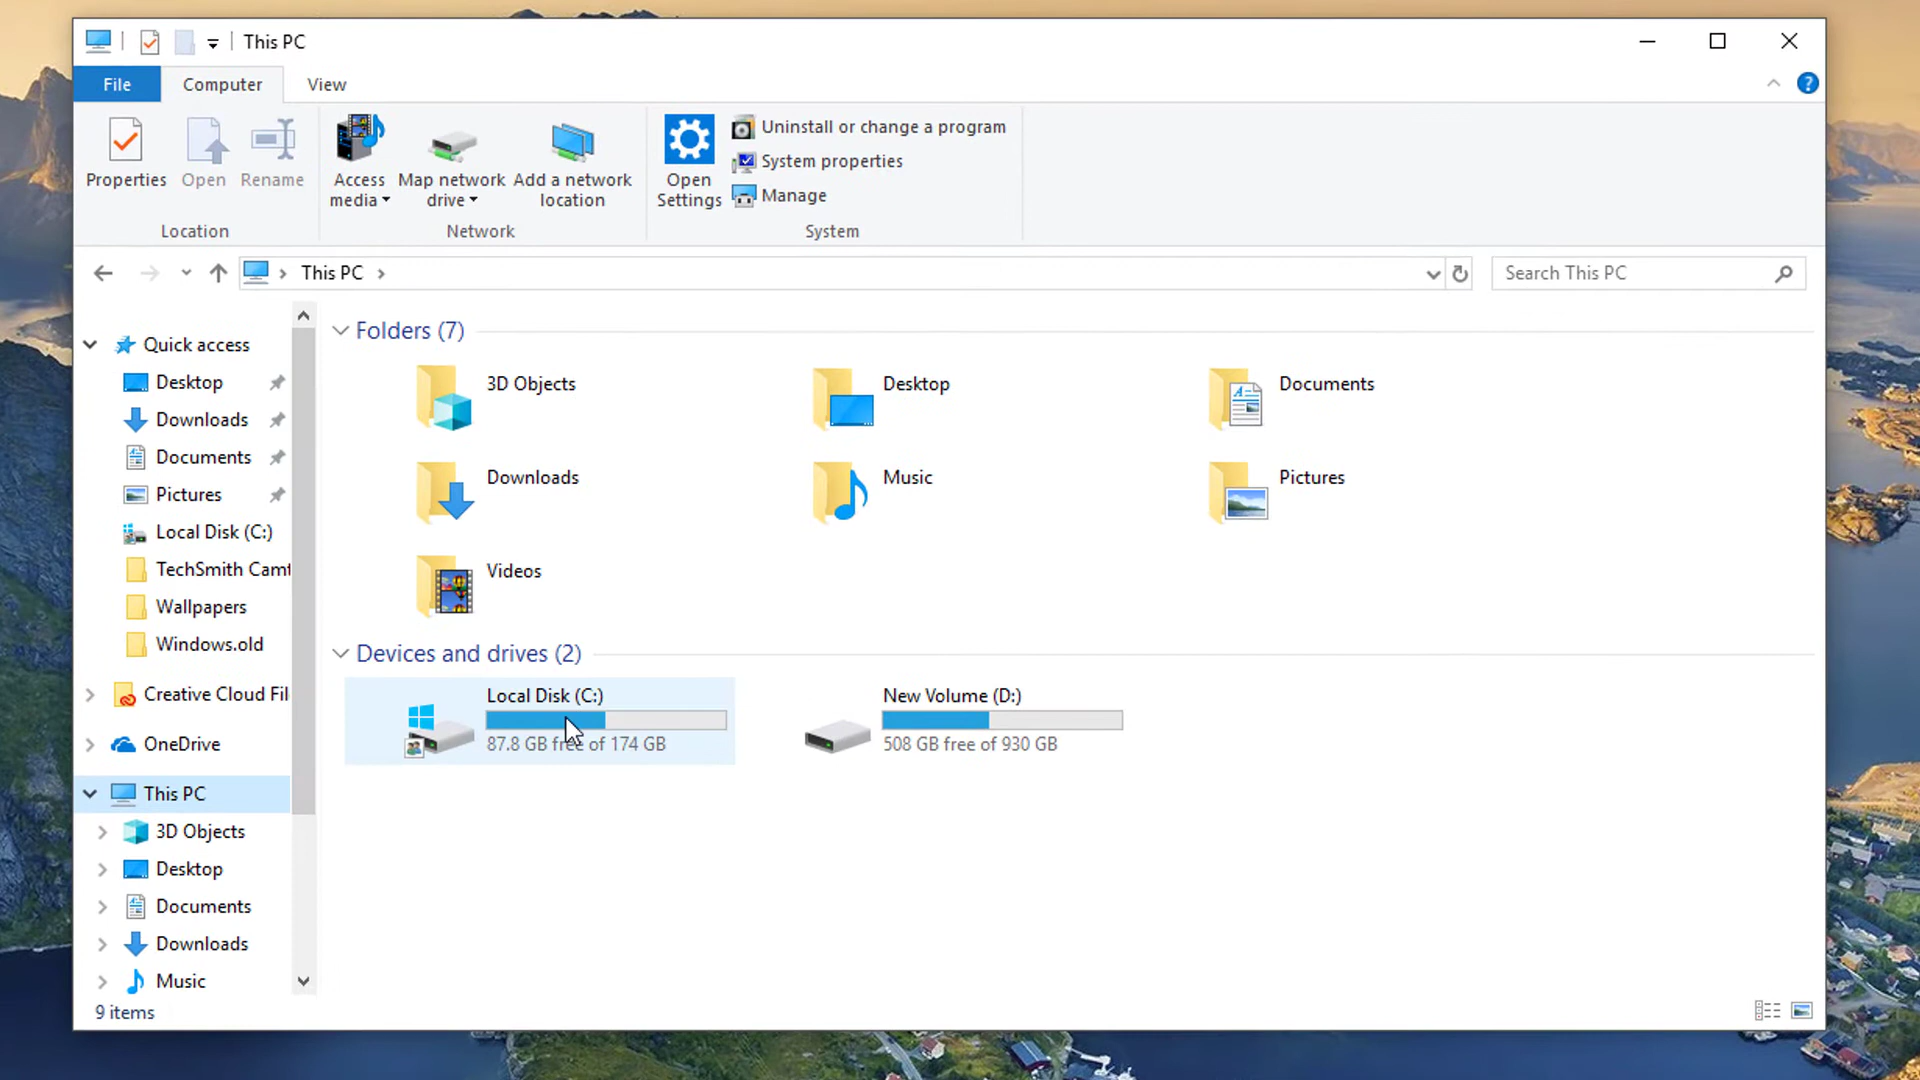 This PC
File
Computer
View
Properties
Open
Rename
Location
Access media
Map network drive
Add a network location
Network
Open Settings
Uninstall or change a program
System properties
Manage
System
This PC
Search This PC
Quick access
Desktop
Downloads
Documents
Pictures
Local Disk (C:)
TechSmith Camt
Wallpapers
Windows.old
Creative Cloud Fil
OneDrive
This PC
3D Objects
Desktop
Documents
Downloads
Music
Folders (7)
3D Objects
Desktop
Documents
Downloads
Music
Pictures
Videos
Devices and drives (2)
Local Disk (C:)
87.8 GB free of 174 GB
New Volume (D:)
508 GB free of 930 GB
9 items